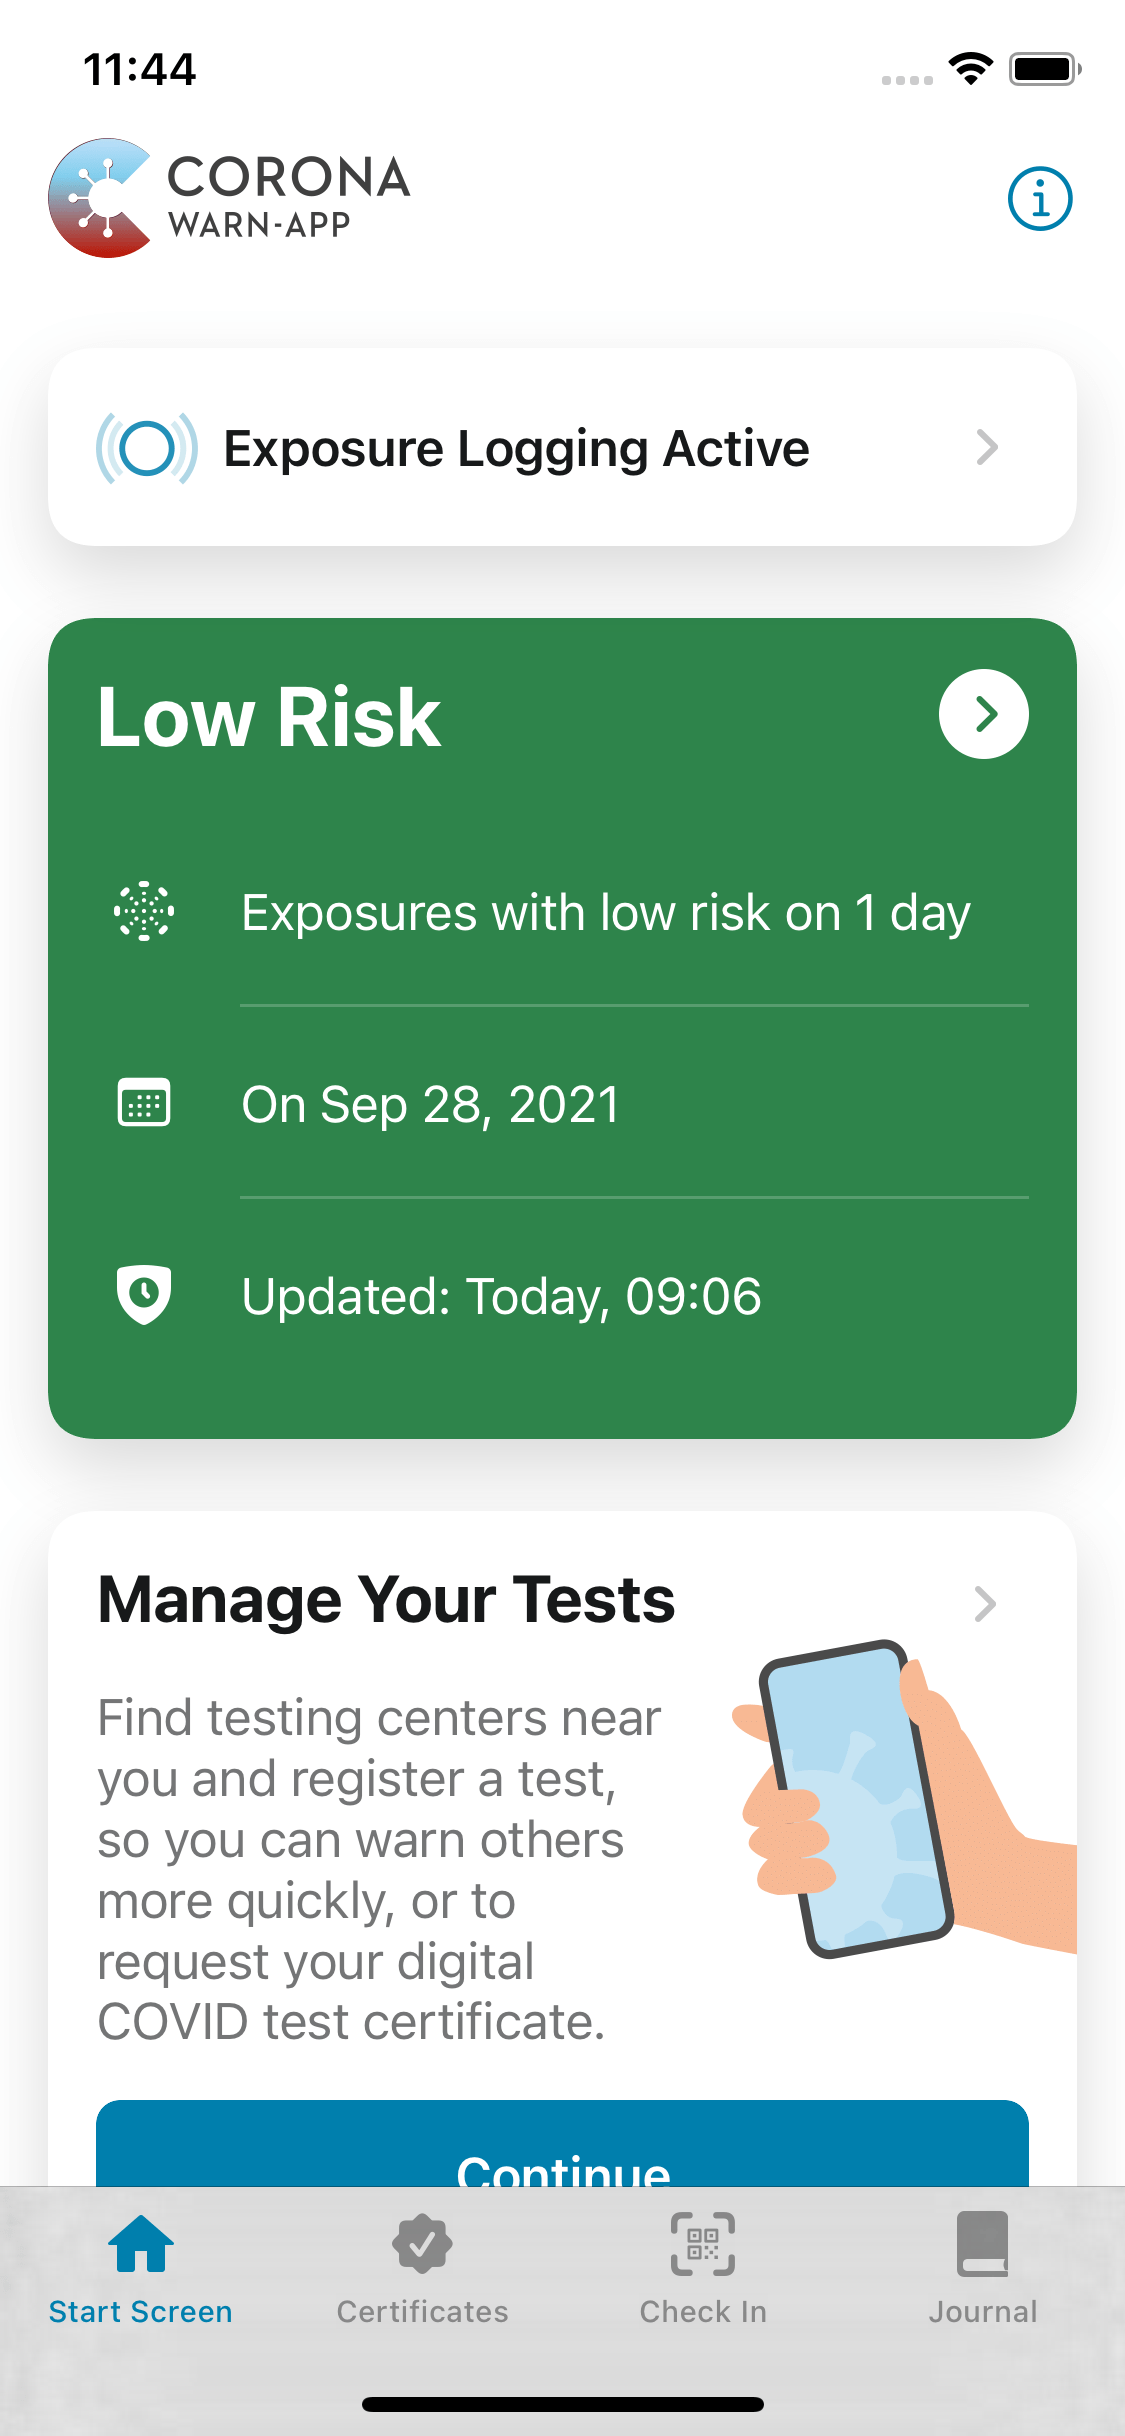 11:44
CORONA
WARN-APP
Exposure Logging Active
Low Risk
Exposures with low risk on 1 day
On Sep 28, 2021
Updated: Today, 09:06
Manage Your Tests
Find testing centers near
you and register a test,
so you can warn others
more quickly, or to
request your digital
COVID test certificate.
Continue
Start Screen
Certificates
Check In
Journal